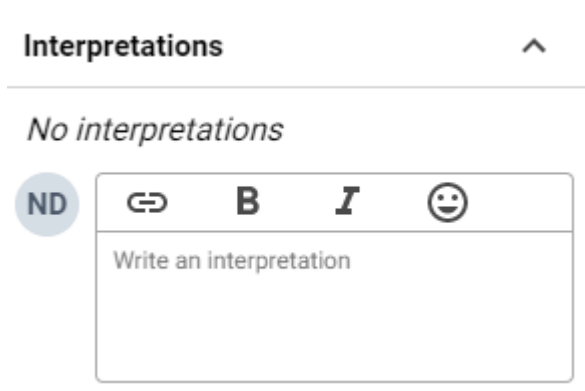 Interpretations
No interpretations
ND
B I
Write an interpretation